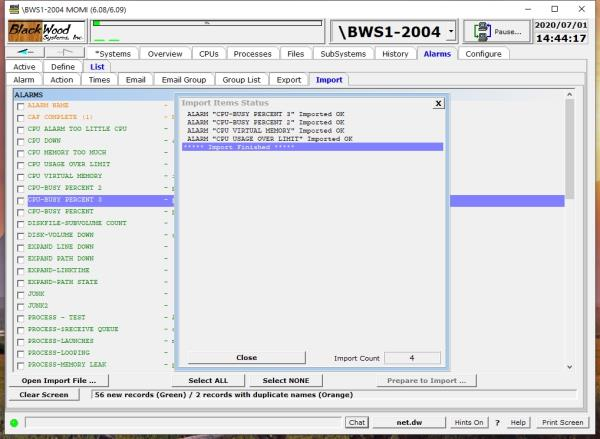 \BWS1-2004 MOMI (6.08/6.09)
BlackWood
Systems, Inc.
0%
\BWS1-2004
Pause...
2020/07/01
14:44:17
*Systems Overview CPUs Processes Files SubSystems History Alarms Configure
Active Define List
Alarm Action Times Email Email Group Group List Export Import
ALARMS
ALARM NAME -
CAF COMPLETE (1) -
CPU ALARM TOO LITTLE CPU -
CPU DOWN -
CPU MEMORY TOO MUCH -
CPU USAGE OVER LIMIT -
CPU VIRTUAL MEMORY -
CPU-BUSY PERCENT 2 -
CPU-BUSY PERCENT 3 -
CPU-BUSY PERCENT -
DISKFILE-SUBVOLUME COUNT -
DISK-VOLUME DOWN -
EXPAND LINE DOWN -
EXPAND PATH DOWN -
EXPAND-LINKTIME -
EXPAND-PATH STATE -
JUNK -
JUNK2 -
PROCESS - TEST -
PROCESS-$RECEIVE QUEUE -
PROCESS-LAUNCHES -
PROCESS-LOOPING -
PROCESS-MEMORY LEAK -
Import Items Status X
ALARM "CPU-BUSY PERCENT 3" Imported OK
ALARM "CPU-BUSY PERCENT 2" Imported OK
ALARM "CPU VIRTUAL MEMORY" Imported OK
ALARM "CPU USAGE OVER LIMIT" Imported OK
***** Import Finished *****
Close Import Count 4
Open Import File ... Select ALL Select NONE Prepare to Import ...
Clear Screen 56 new records (Green) / 2 records with duplicate names (Orange)
Chat net.dw Hints On ? Help Print Screen